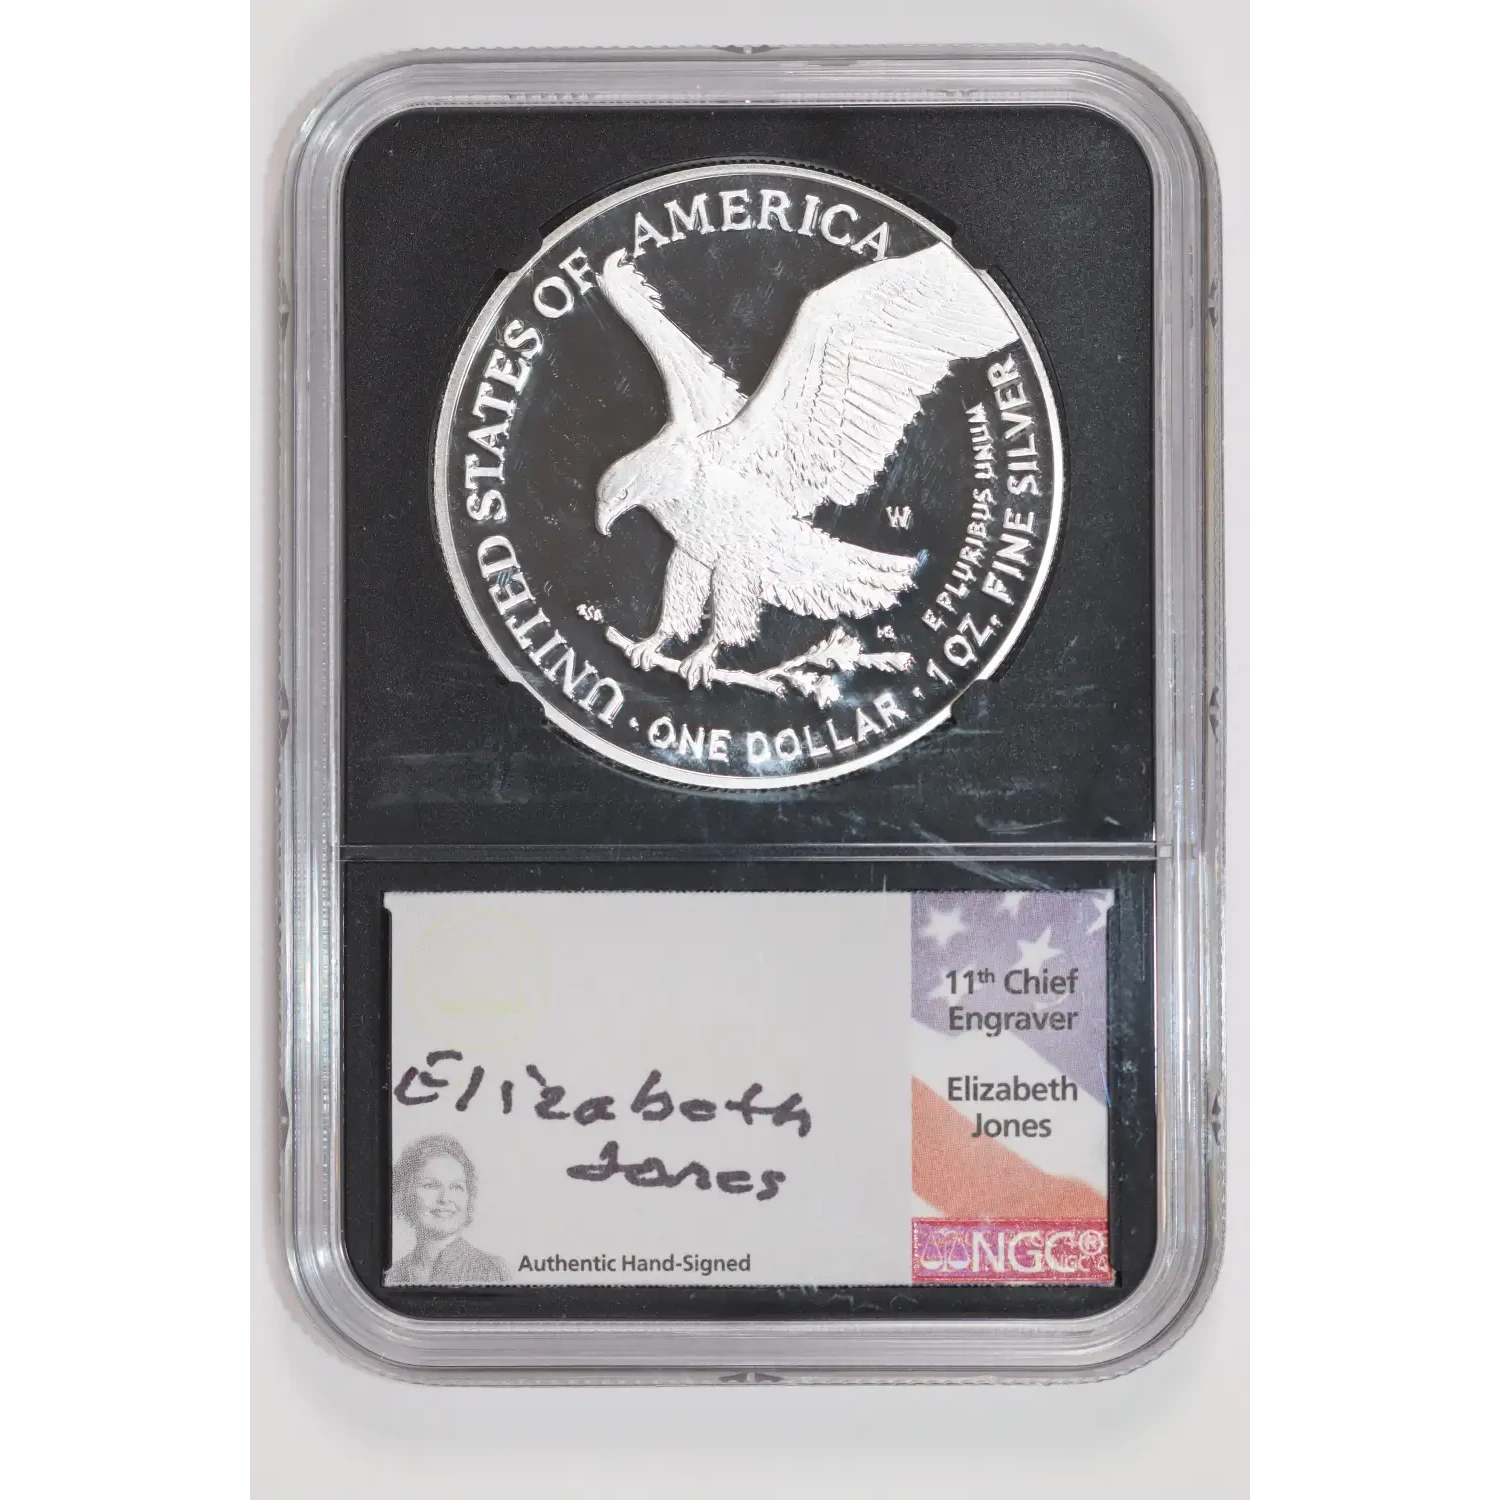 UNITED STATES OF AMERICA
W
E PLURIBUS UNUM
· ONE DOLLAR · 1 OZ. FINE SILVER
11th Chief
Engraver
Elizabeth
Jones
Elizabeth
Jones
Authentic Hand-Signed
NGC®